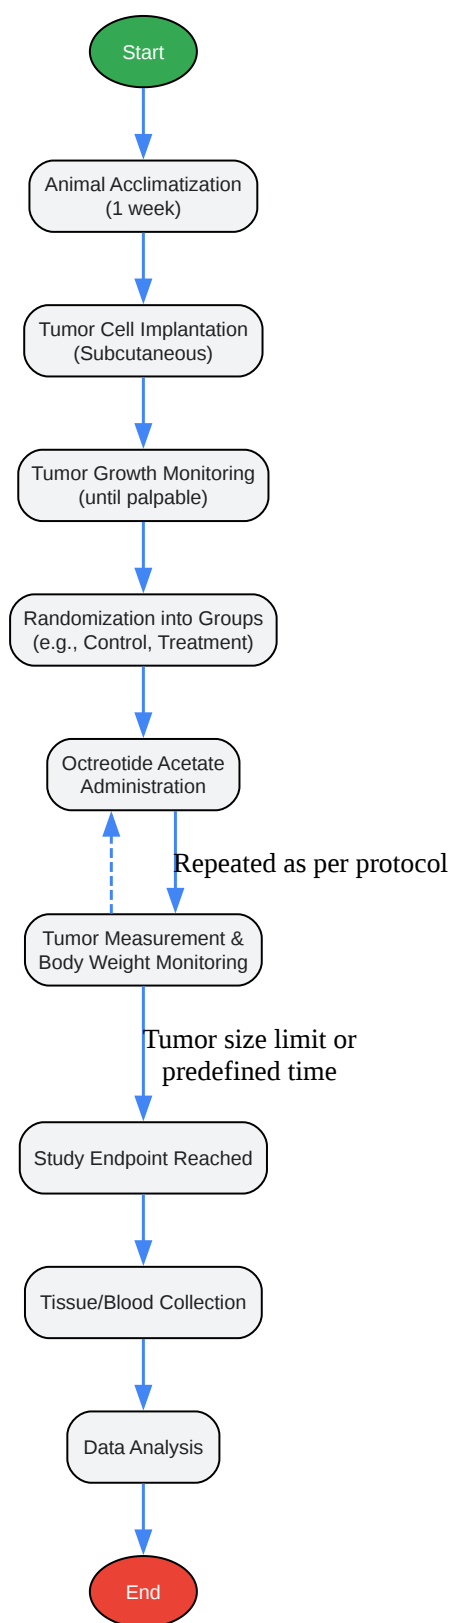 Start
Animal Acclimatization
(1 week)
Tumor Cell Implantation
(Subcutaneous)
Tumor Growth Monitoring
(until palpable)
Randomization into Groups
(e.g., Control, Treatment)
Octreotide Acetate
Administration
Repeated as per protocol
Tumor Measurement &
Body Weight Monitoring
Tumor size limit or
predefined time
Study Endpoint Reached
Tissue/Blood Collection
Data Analysis
End